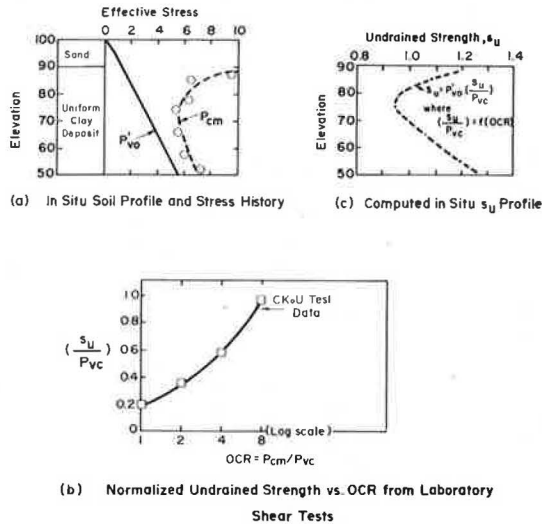 Effective Stress
0 2 4 6 8 10
100
90
80
70
60
50
Elevation
Sand
Uniform
Clay
Deposit
P'vo
Pcm
(a) In Situ Soil Profile and Stress History
Undrained Strength, su
0.8 1.0 1.2 1.4
90
80
70
60
50
Elevation
su = P'vo (su/Pvc)
where
(su/Pvc) = f(OCR)
(c) Computed in Situ su Profile
1.0
0.8
0.6
0.4
0.2
0
(su/Pvc)
CKoU Test
Data
1 2 4 8 (Log scale)
OCR = Pcm/Pvc
(b) Normalized Undrained Strength vs. OCR from Laboratory
Shear Tests